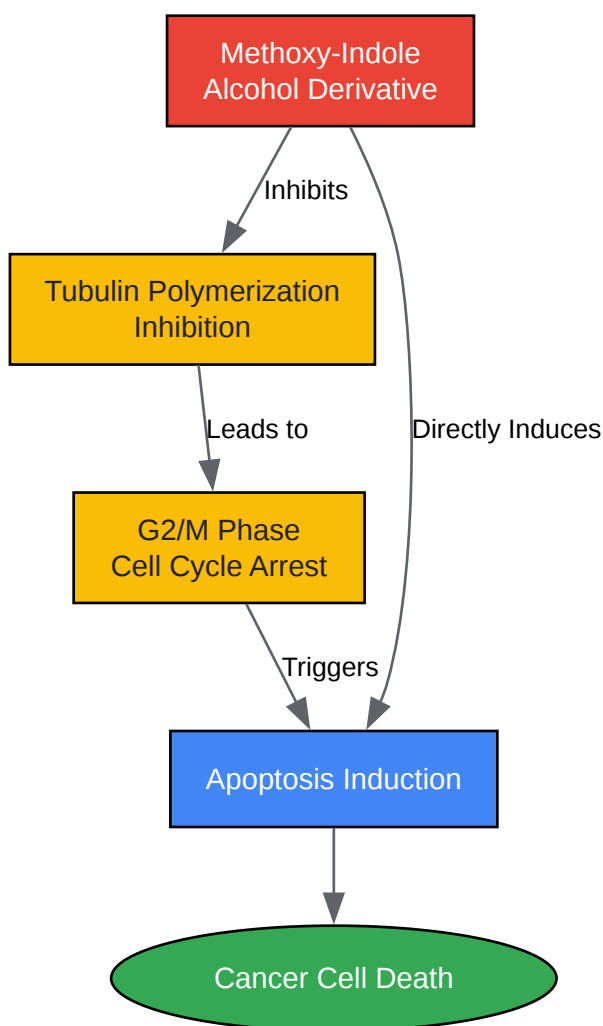 Methoxy-Indole
Alcohol Derivative
Inhibits
Tubulin Polymerization
Inhibition
Leads to
Directly Induces
G2/M Phase
Cell Cycle Arrest
Triggers
Apoptosis Induction
Cancer Cell Death